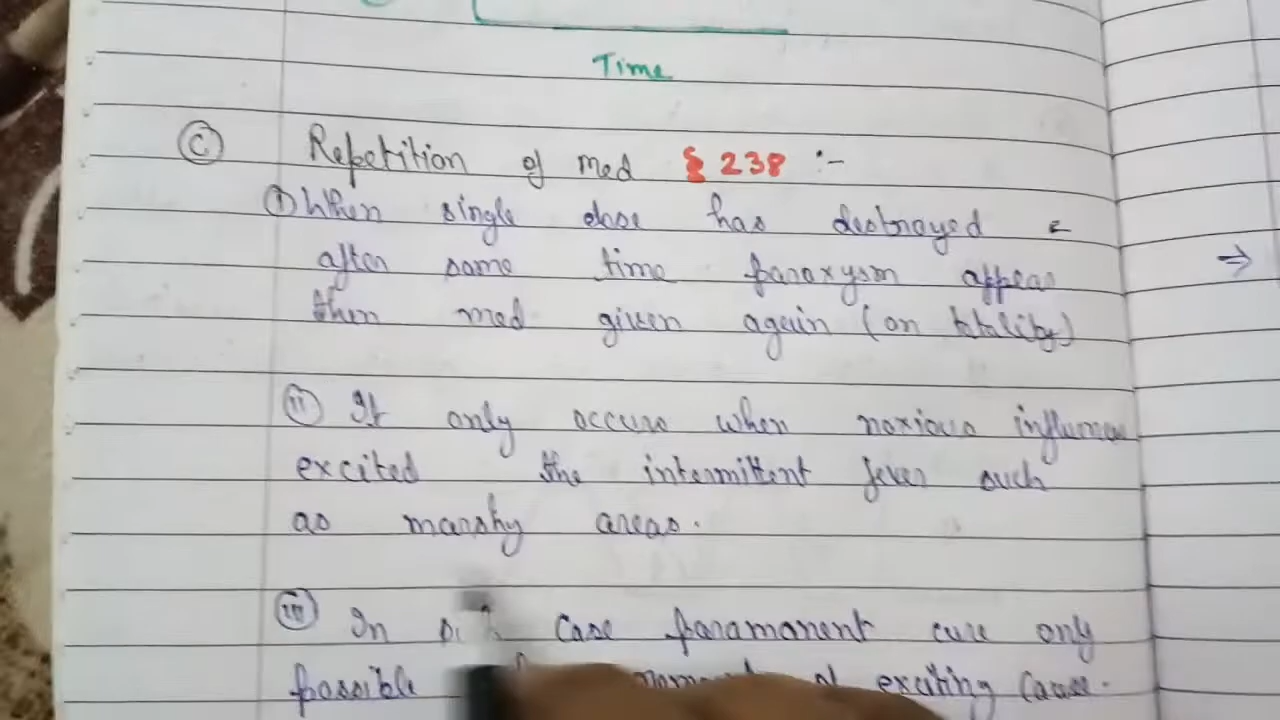 Time
C Repetition of med § 238 :-
i When single dose has destroyed &
after some time paroxysm appear
then med given again (on totality)
⇒
ii It only occurs when noxious influence
excited the intermittent fever such
as marshy areas.
iii In case paramanent cure only
possible of exciting cause.